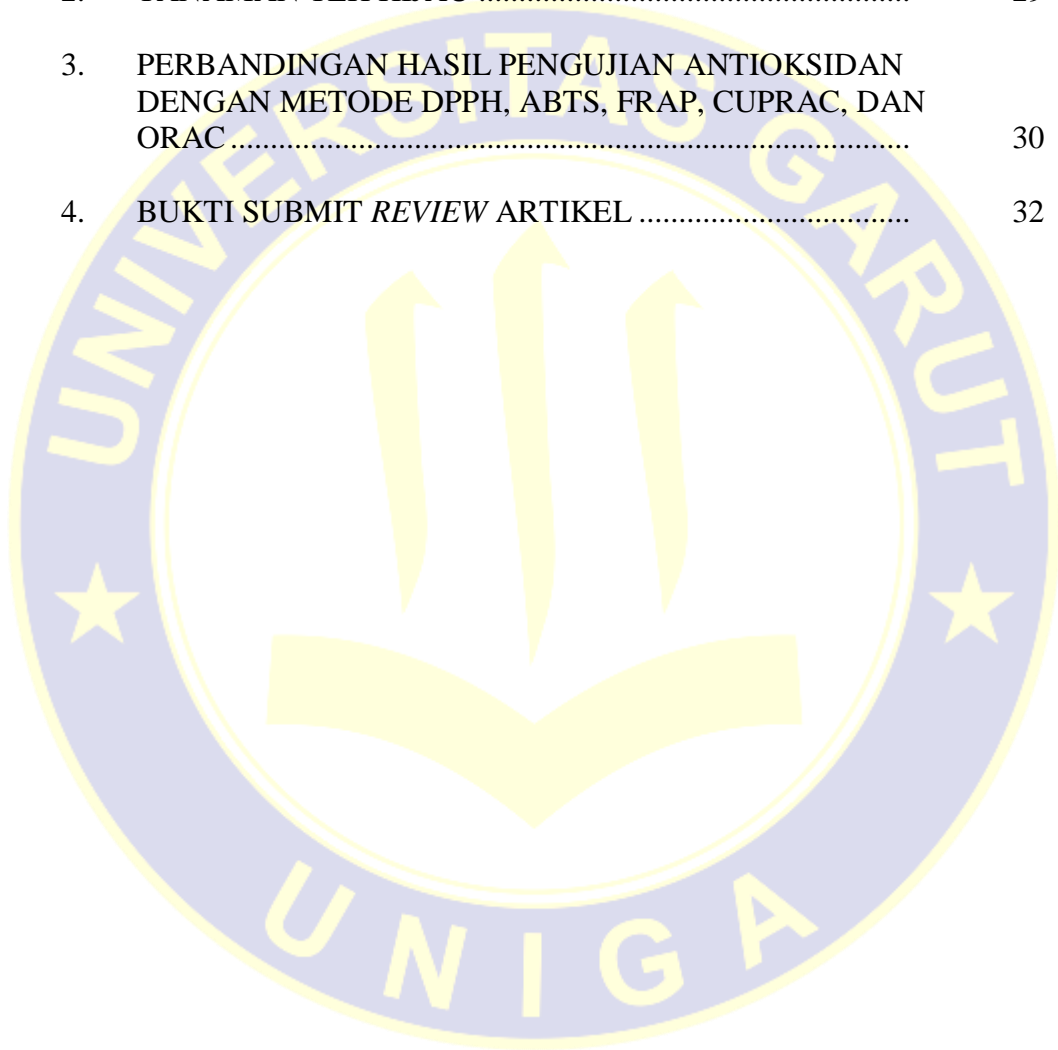 3. PERBANDINGAN HASIL PENGUJIAN ANTIOKSIDAN
DENGAN METODE DPPH, ABTS, FRAP, CUPRAC, DAN
ORAC ...................................................................................... 30
4. BUKTI SUBMIT REVIEW ARTIKEL .................................. 32
UNIVERSITAS GARUT
UNIGA